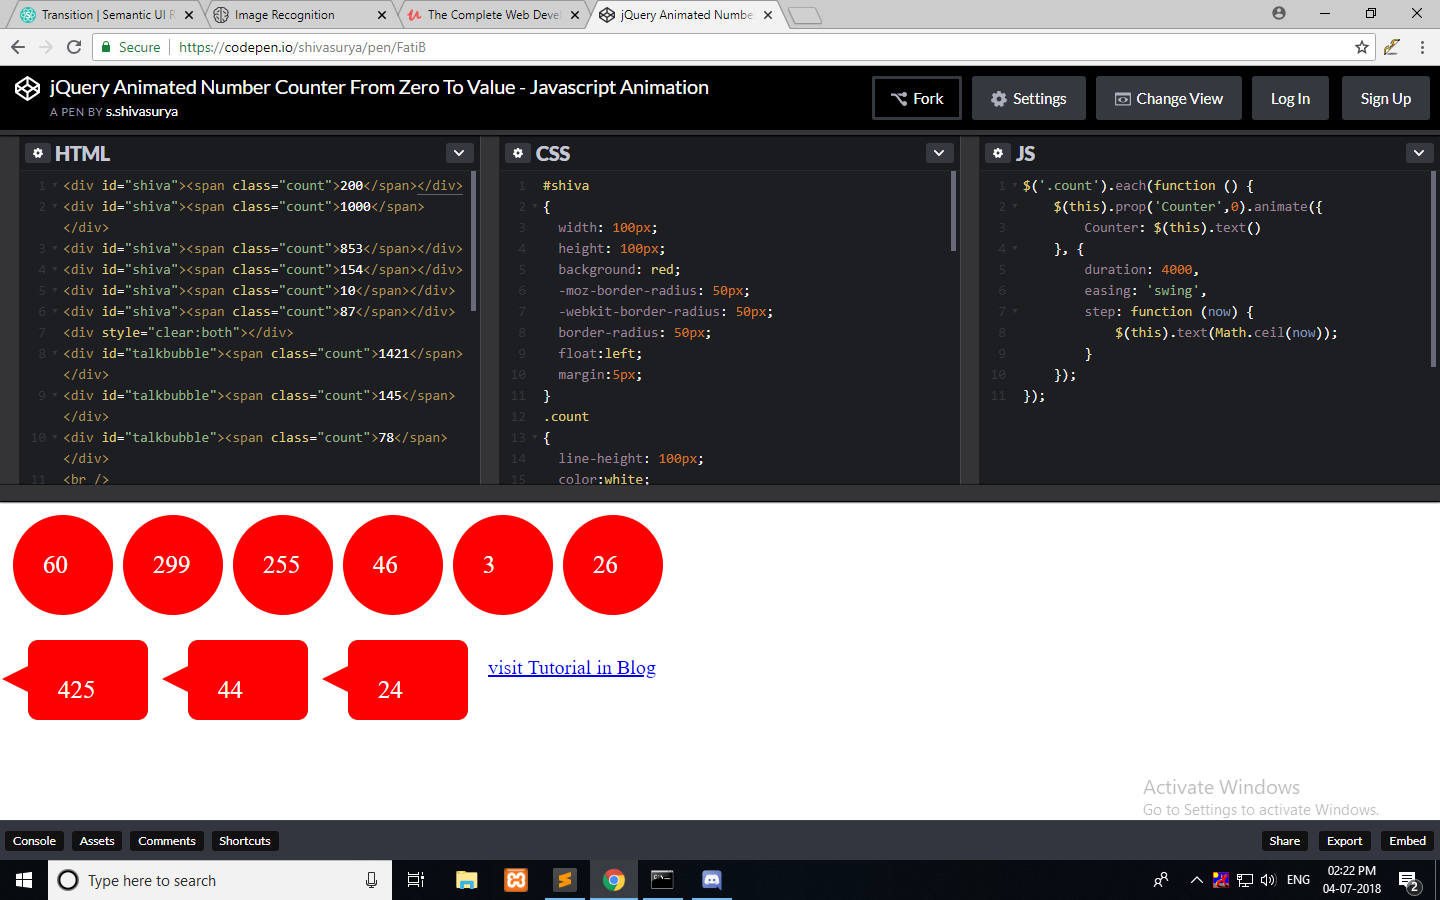 Transition | Semantic UI R
Image Recognition
The Complete Web Deve
jQuery Animated Numbe
Secure
https://codepen.io/shivasurya/pen/FatiB
jQuery Animated Number Counter From Zero To Value - Javascript Animation
A PEN BY s.shivasurya
Fork
Settings
Change View
Log In
Sign Up
HTML
1 <div id="shiva"><span class="count">200</span></div>
2 <div id="shiva"><span class="count">1000</span>
</div>
3 <div id="shiva"><span class="count">853</span></div>
4 <div id="shiva"><span class="count">154</span></div>
5 <div id="shiva"><span class="count">10</span></div>
6 <div id="shiva"><span class="count">87</span></div>
7 <div style="clear:both"></div>
8 <div id="talkbubble"><span class="count">1421</span>
</div>
9 <div id="talkbubble"><span class="count">145</span>
</div>
10 <div id="talkbubble"><span class="count">78</span>
</div>
11 <br />
CSS
1 #shiva
2 {
3 width: 100px;
4 height: 100px;
5 background: red;
6 -moz-border-radius: 50px;
7 -webkit-border-radius: 50px;
8 border-radius: 50px;
9 float:left;
10 margin:5px;
11 }
12 .count
13 {
14 line-height: 100px;
15 color:white;
JS
1 $('.count').each(function () {
2 $(this).prop('Counter',0).animate({
3 Counter: $(this).text()
4 }, {
5 duration: 4000,
6 easing: 'swing',
7 step: function (now) {
8 $(this).text(Math.ceil(now));
9 }
10 });
11 });
60
299
255
46
3
26
425
44
24
visit Tutorial in Blog
Activate Windows
Go to Settings to activate Windows.
Console
Assets
Comments
Shortcuts
Share
Export
Embed
Type here to search
ENG
02:22 PM
04-07-2018
2